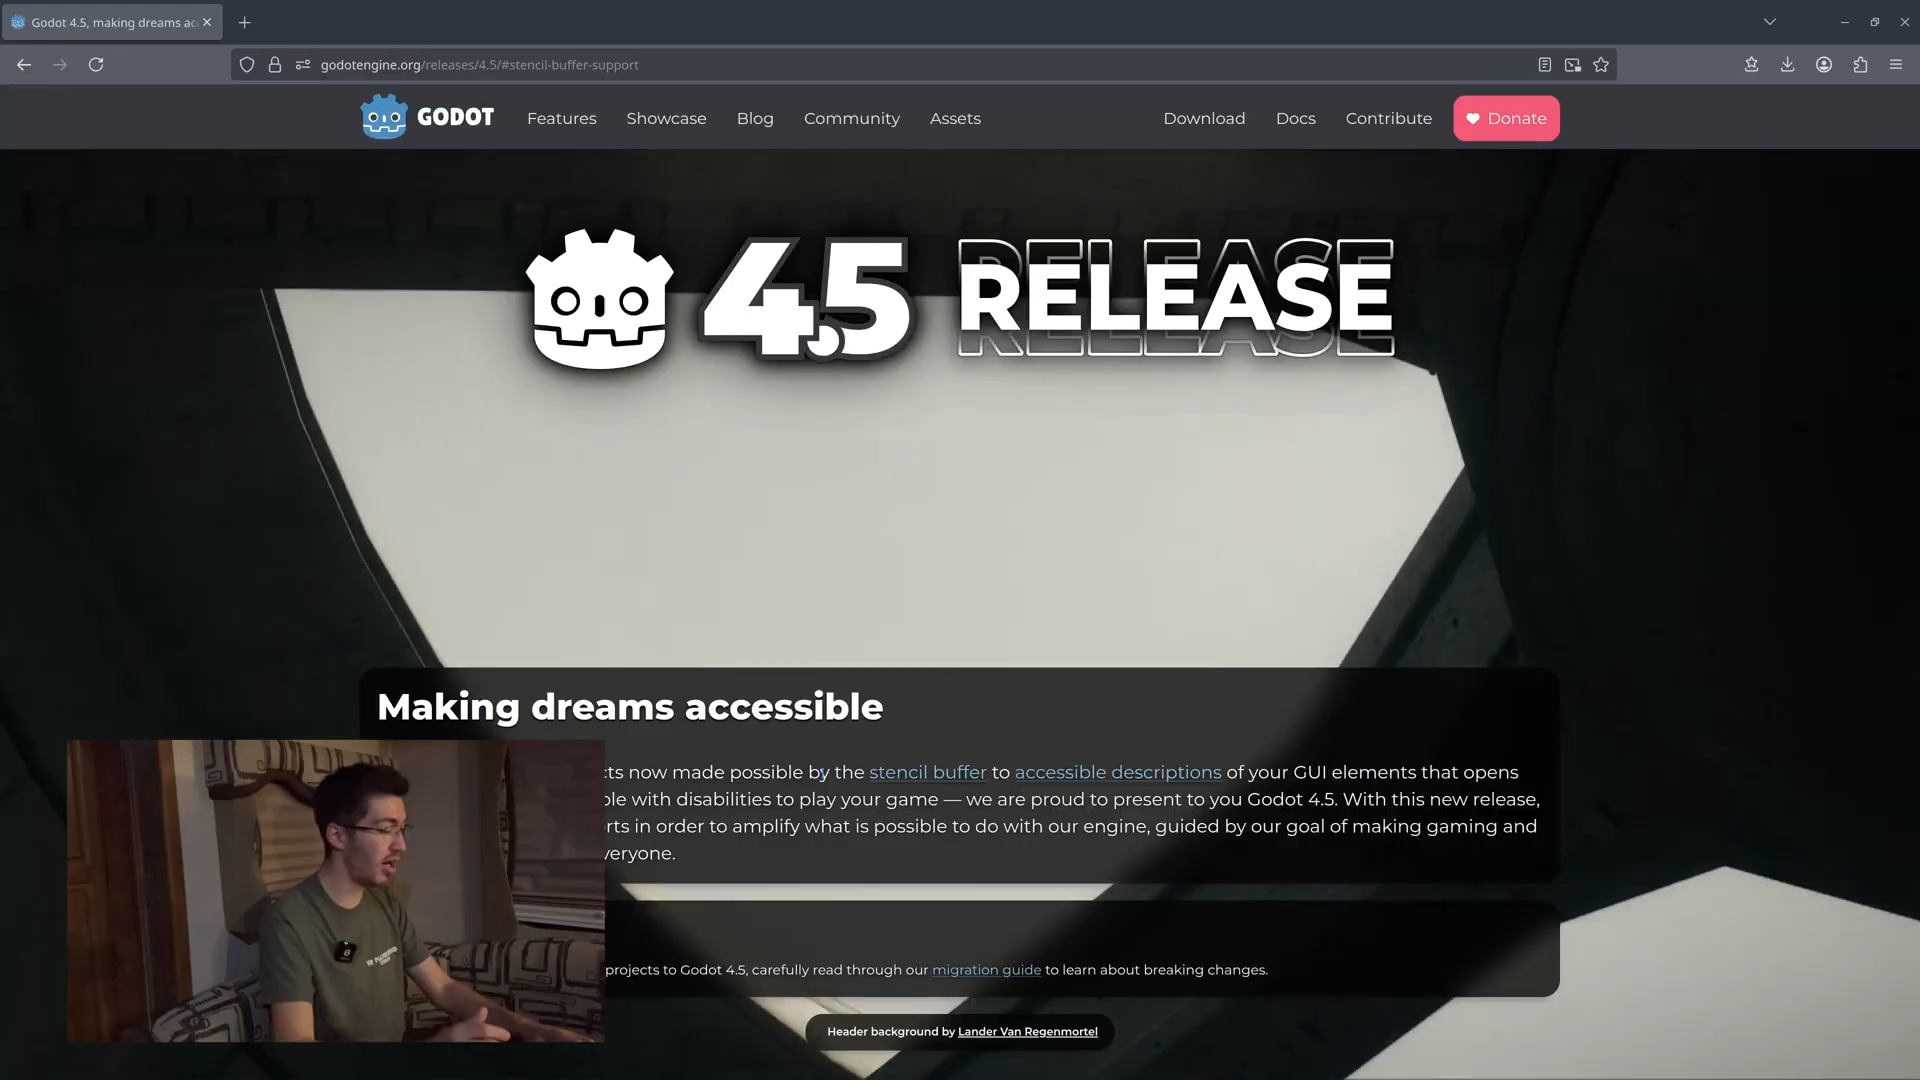 Godot 4.5, making dreams ac
godotengine.org/releases/4.5/#stencil-buffer-support
GODOT
Features
Showcase
Blog
Community
Assets
Download
Docs
Contribute
Donate
4.5 RELEASE
Making dreams accessible
cts now made possible by the stencil buffer to accessible descriptions of your GUI elements that opens
ple with disabilities to play your game — we are proud to present to you Godot 4.5. With this new release,
rts in order to amplify what is possible to do with our engine, guided by our goal of making gaming and
veryone.
projects to Godot 4.5, carefully read through our migration guide to learn about breaking changes.
Header background by Lander Van Regenmortel